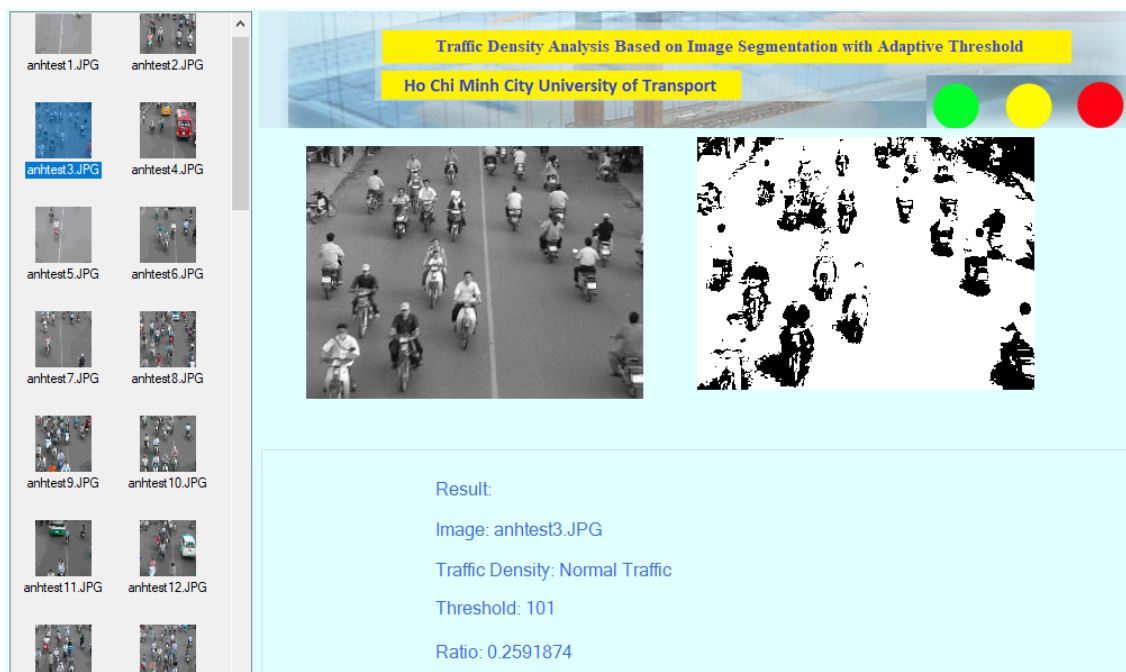 anhtest1.JPG
anhtest2.JPG
anhtest3.JPG
anhtest4.JPG
anhtest5.JPG
anhtest6.JPG
anhtest7.JPG
anhtest8.JPG
anhtest9.JPG
anhtest10.JPG
anhtest11.JPG
anhtest12.JPG
Traffic Density Analysis Based on Image Segmentation with Adaptive Threshold
Ho Chi Minh City University of Transport
Result:
Image: anhtest3.JPG
Traffic Density: Normal Traffic
Threshold: 101
Ratio: 0.2591874